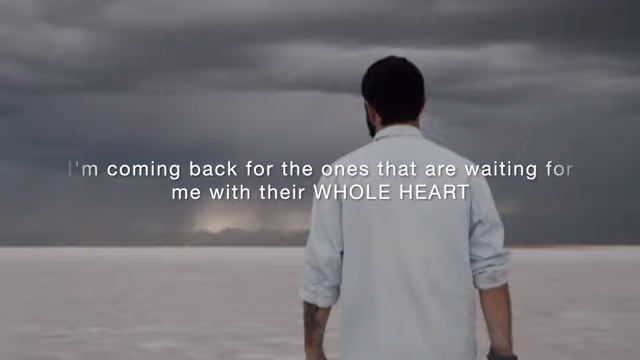 I'm coming back for the ones that are waiting for
me with their WHOLE HEART